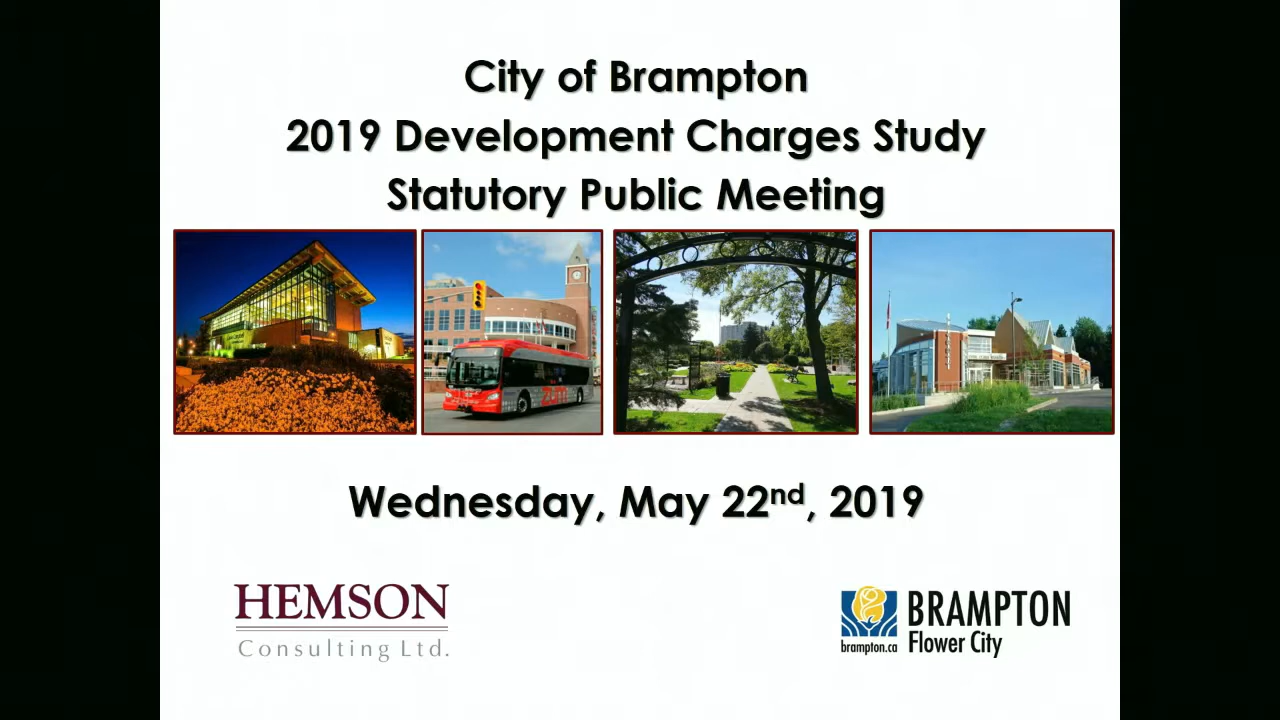 City of Brampton
2019 Development Charges Study
Statutory Public Meeting
Wednesday, May 22nd, 2019
HEMSON
Consulting Ltd.
BRAMPTON
Flower City
brampton.ca